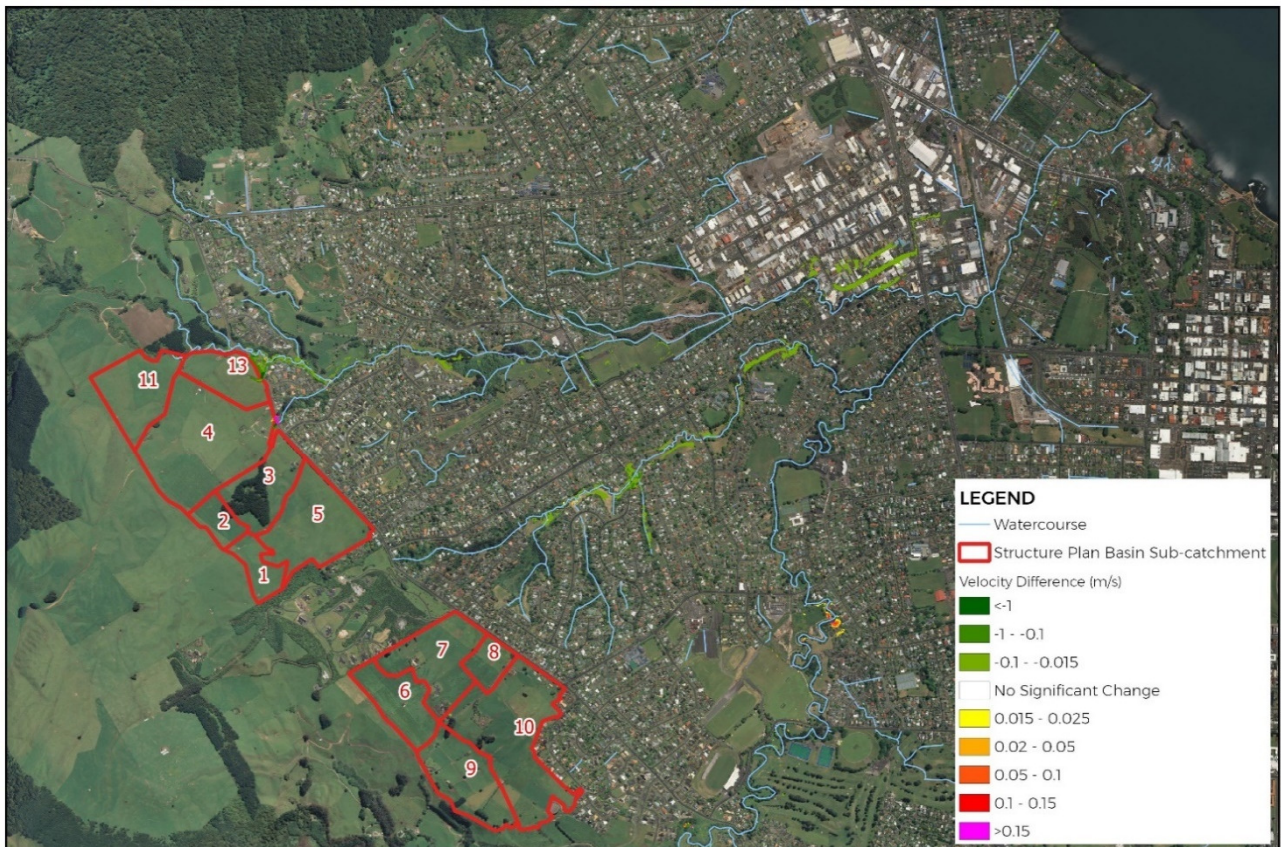 11
13
4
3
2
5
1
7
8
6
10
9
LEGEND
Watercourse
Structure Plan Basin Sub-catchment
Velocity Difference (m/s)
<-1
-1 - -0.1
-0.1 - -0.015
No Significant Change
0.015 - 0.025
0.02 - 0.05
0.05 - 0.1
0.1 - 0.15
>0.15